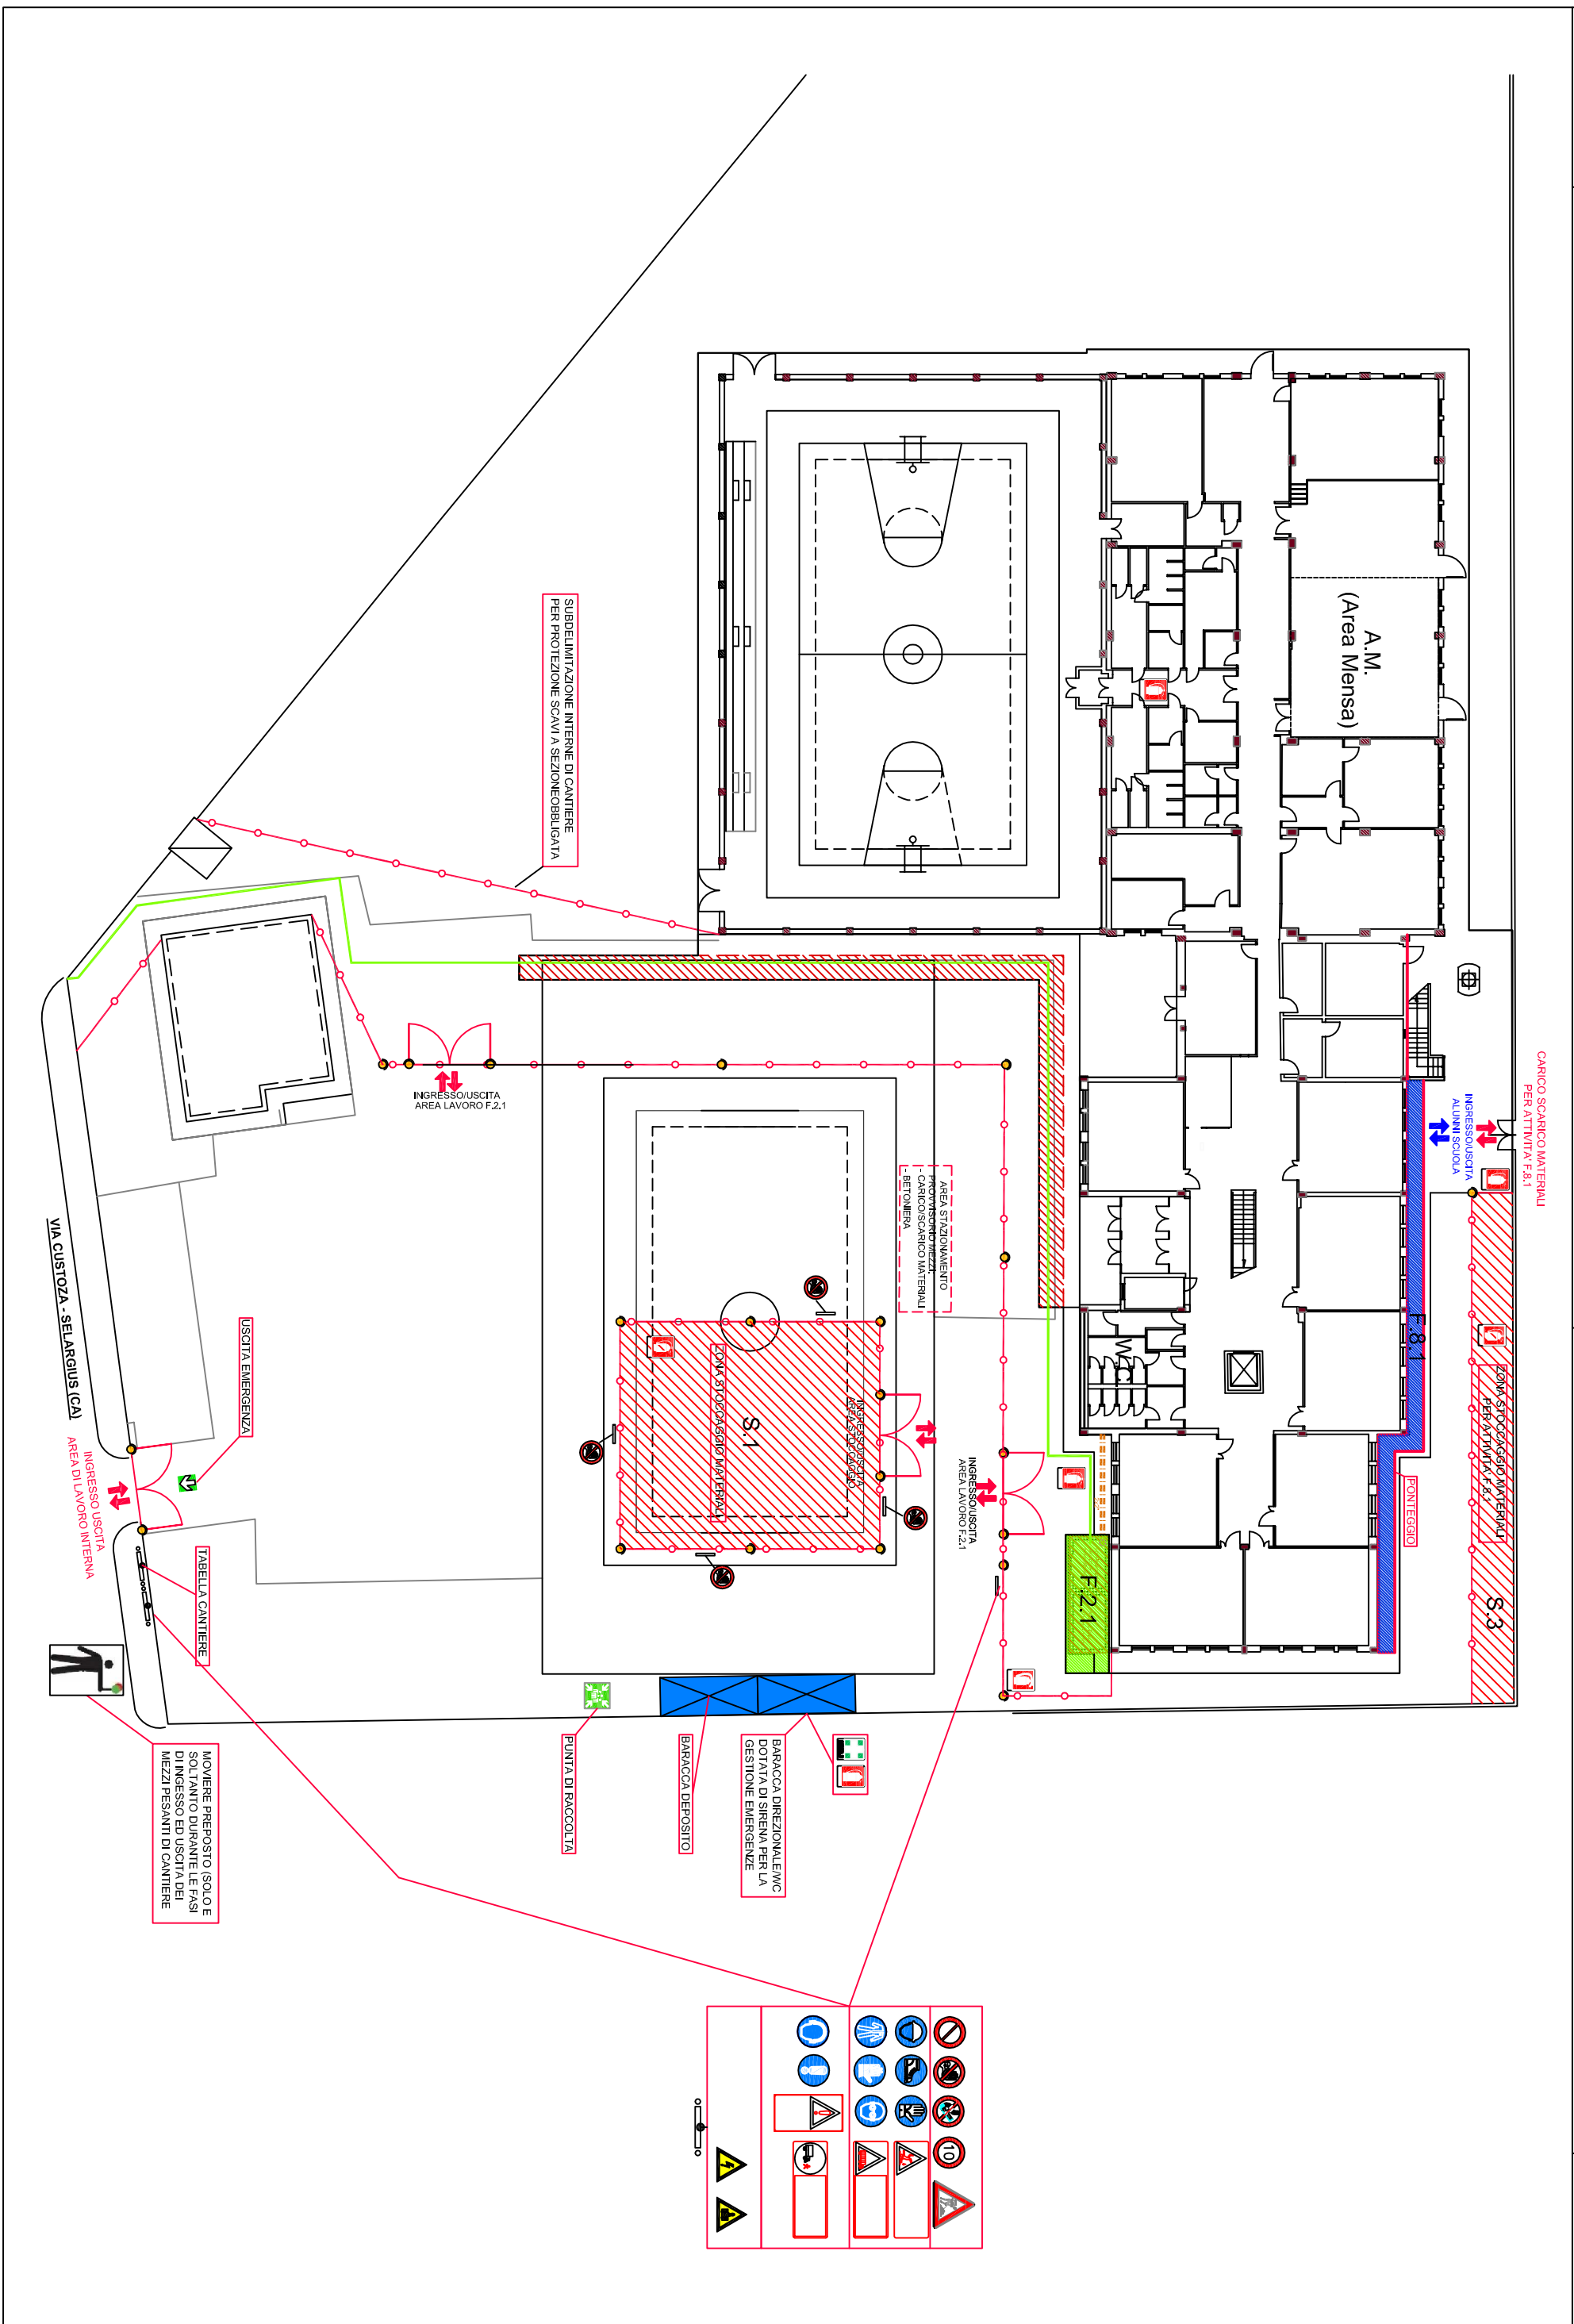 CARICO SCARICO MATERIALI
PER ATTIVITA' F.8.1
INGRESSO/USCITA
ALUNNI SCUOLA
ZONA STOCCAGGIO MATERIALI
PER ATTIVITA' F.8.1
S.3
PONTEGGIO
F.8.1
A.M.
(Area Mensa)
W.C.
F.2.1
INGRESSO/USCITA
AREA LAVORO F.2.1
AREA STAZIONAMENTO
PROVVISORIO MEZZI:
- CARICO/SCARICO MATERIALI
- BETONIERA
INGRESSO/USCITA
AREA STOCCAGGIO
S.1
ZONA STOCCAGGIO MATERIALI
SUBDELIMITAZIONE INTERNE DI CANTIERE
PER PROTEZIONE SCAVI A SEZIONEOBBLIGATA
INGRESSO/USCITA
AREA LAVORO F.2.1
BARACCA DIREZIONALE/WC
DOTATA DI SIRENA PER LA
GESTIONE EMERGENZE
BARACCA DEPOSITO
PUNTA DI RACCOLTA
USCITA EMERGENZA
TABELLA CANTIERE
MOVIERE PREPOSTO (SOLO E
SOLTANTO DURANTE LE FASI
DI INGESSO ED USCITA DEI
MEZZI PESANTI DI CANTIERE
INGRESSO USCITA
AREA DI LAVORO INTERNA
VIA CUSTOZA - SELARGIUS (CA)
10